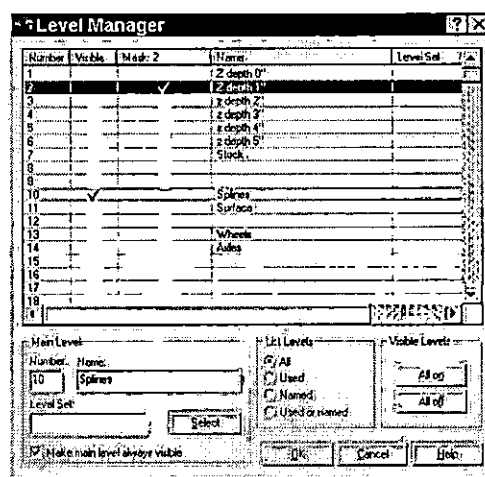 Level Manager
Number Visible Mask: 2 Name Level Set
1 Z depth 0"
2 Z depth 1"
3 z depth 2"
4 z depth 3"
5 z depth 4"
6 z depth 5"
7 Stock
8
9
10 Splines
11 Surface
12
13 Wheels
14 Axles
15
16
17
18
Main Level
Number: Name:
10 Splines
Level Set:
Select
Make main level always visible
List Levels
All
Used
Named
Used or named
Visible Levels
All on
All off
OK Cancel Help